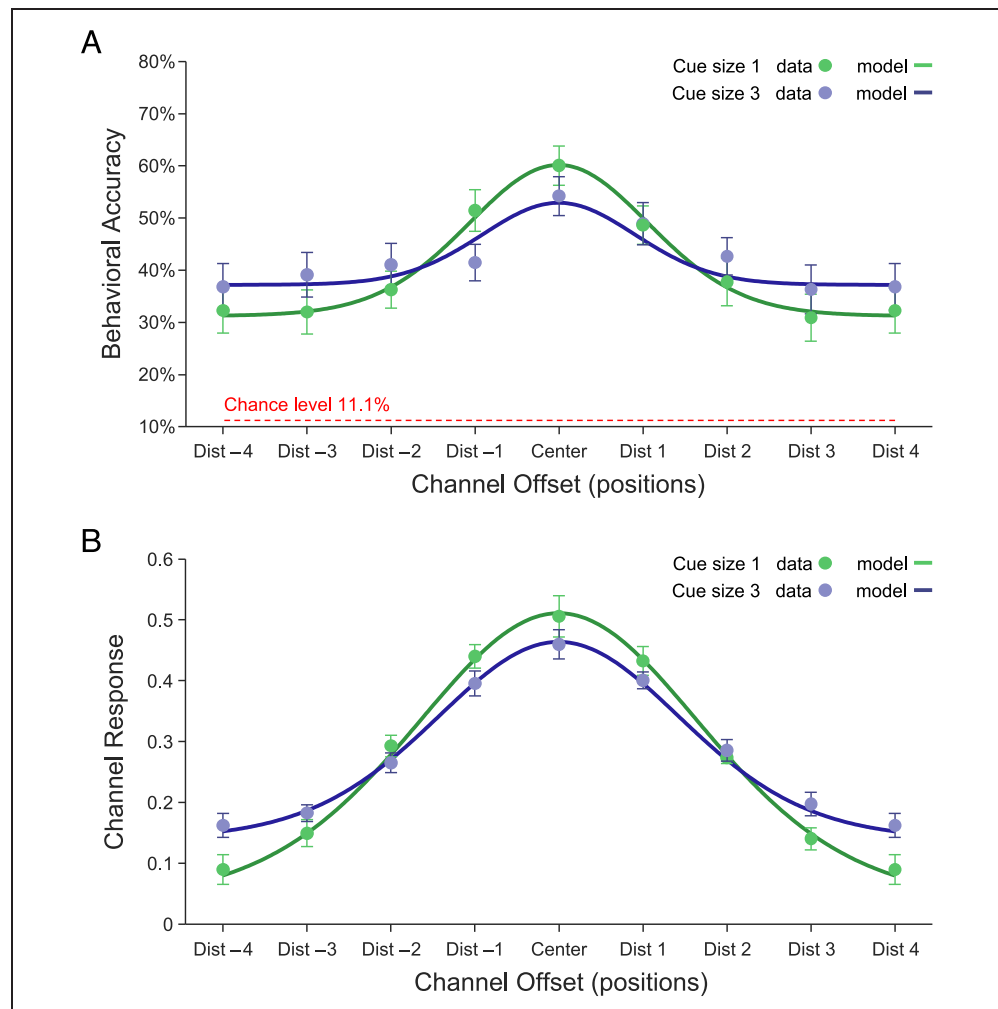 A
80%
70%
60%
50%
40%
30%
20%
10%
Behavioral Accuracy
Cue size 1 data model
Cue size 3 data model
Chance level 11.1%
Dist –4 Dist –3 Dist –2 Dist –1 Center Dist 1 Dist 2 Dist 3 Dist 4
Channel Offset (positions)
B
0.6
0.5
0.4
0.3
0.2
0.1
0
Channel Response
Cue size 1 data model
Cue size 3 data model
Dist –4 Dist –3 Dist –2 Dist –1 Center Dist 1 Dist 2 Dist 3 Dist 4
Channel Offset (positions)